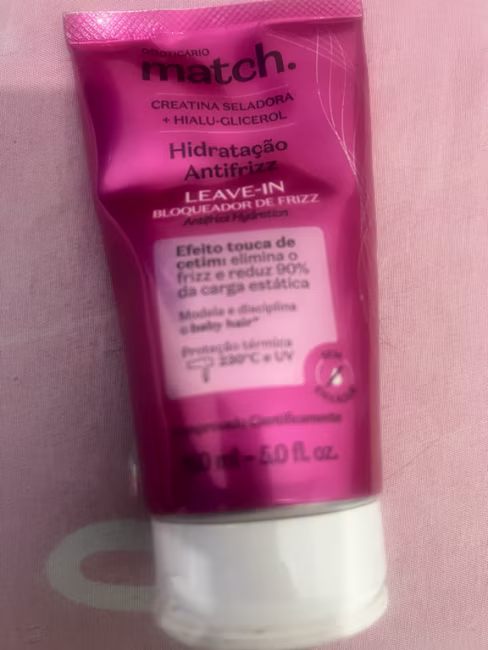 match.
CREATINA SELADORA
+ HIALU-GLICEROL
Hidratação
Antifrizz
LEAVE-IN
BLOQUEADOR DE FRIZZ
Antifrizz Hydration
Efeito touca de
cetim: elimina o
frizz e reduz 90%
da carga estática
Modela e disciplina
o baby hair"
Proteção térmica
230°C e UV
Cientificamente
ml - 5.0 fl. oz.